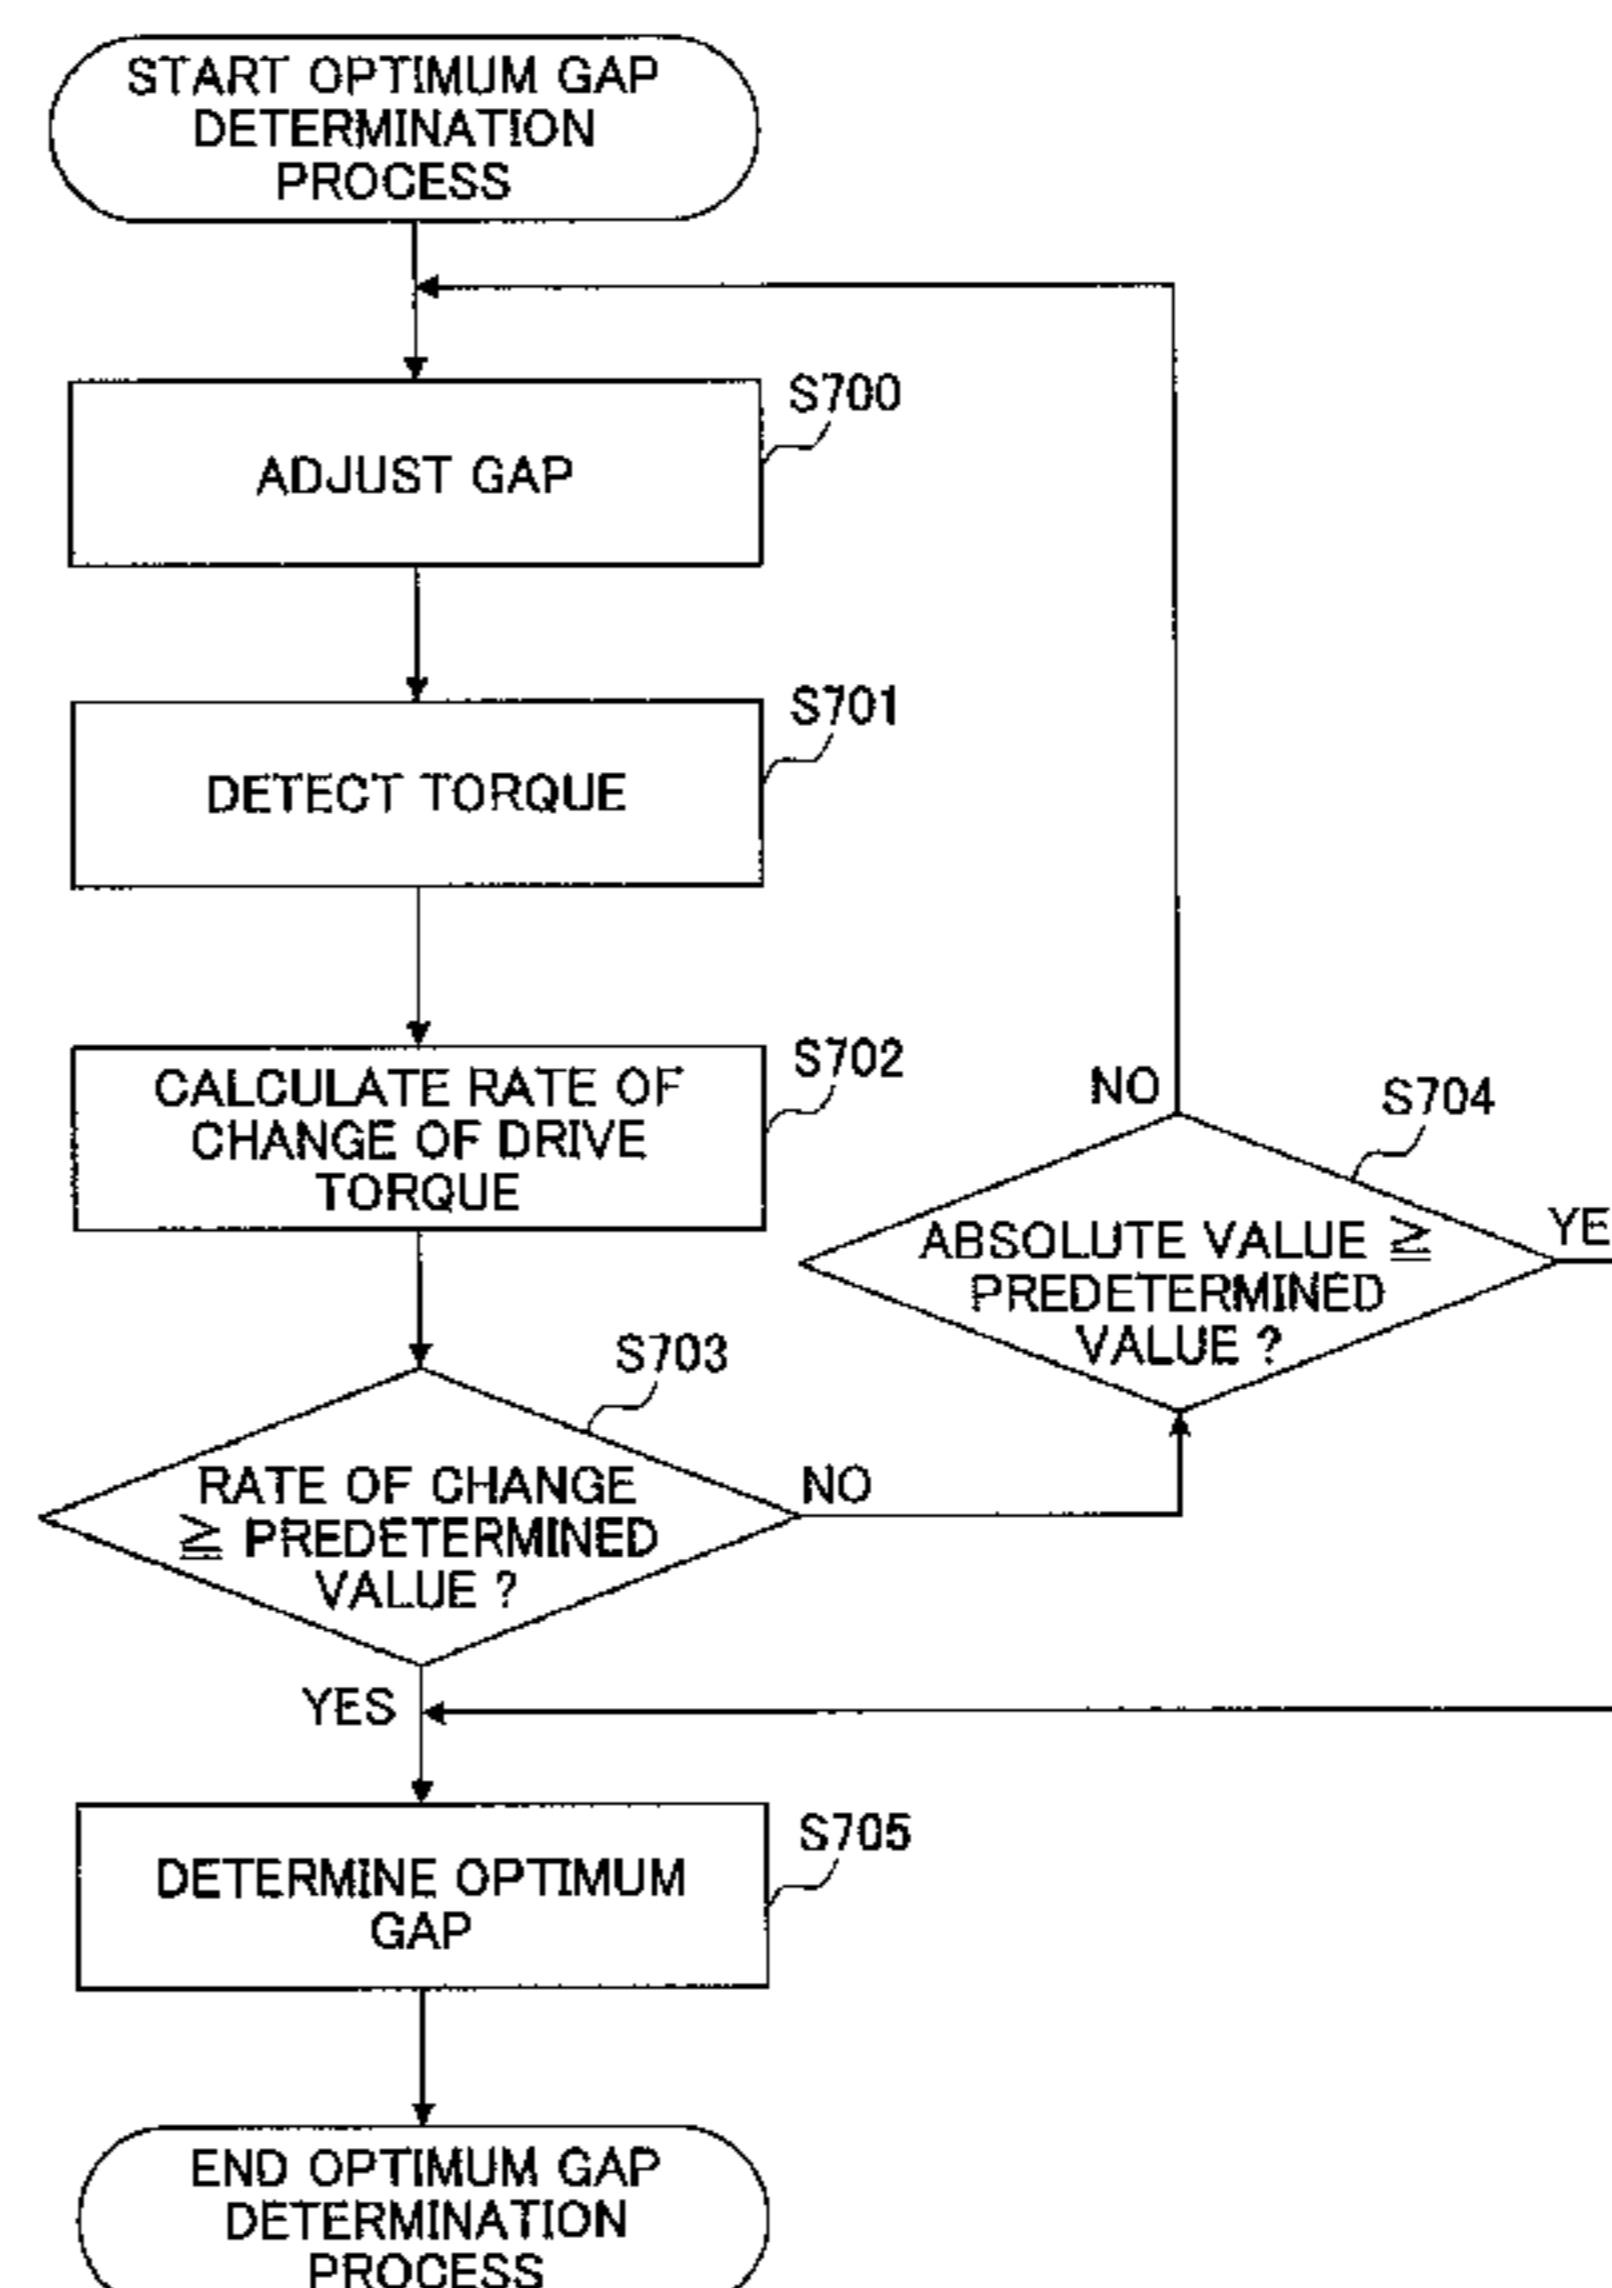 START OPTIMUM GAP
DETERMINATION
PROCESS
S700
ADJUST GAP
S701
DETECT TORQUE
S702
CALCULATE RATE OF
CHANGE OF DRIVE
TORQUE
NO
S704
ABSOLUTE VALUE ≧
PREDETERMINED
VALUE ?
YE
S703
RATE OF CHANGE
≧ PREDETERMINED
VALUE ?
NO
YES
S705
DETERMINE OPTIMUM
GAP
END OPTIMUM GAP
DETERMINATION
PROCESS